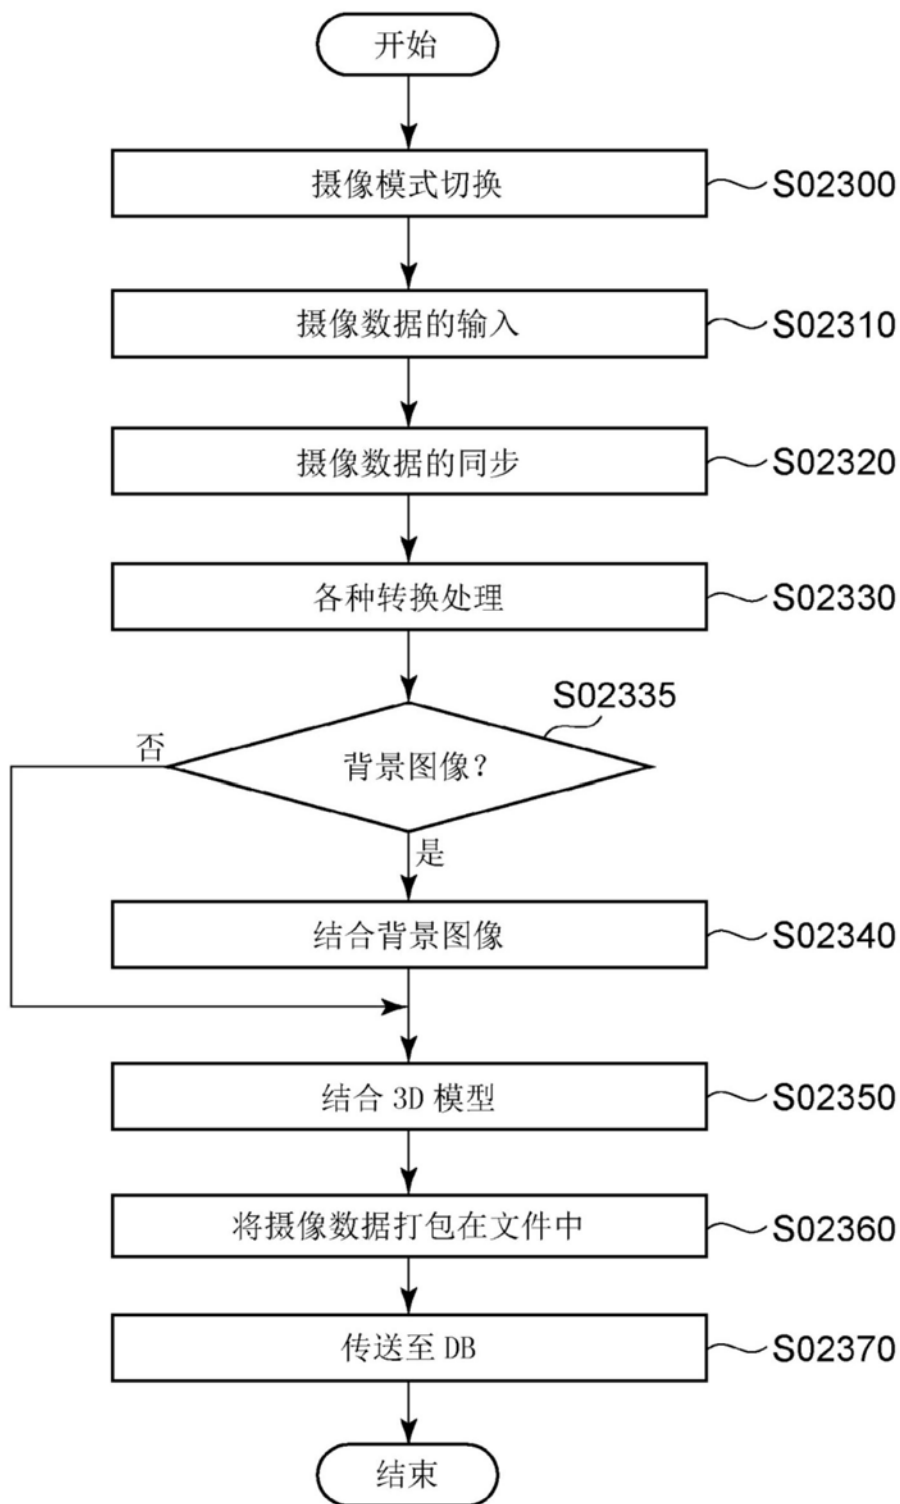 开始
摄像模式切换
S02300
摄像数据的输入
S02310
摄像数据的同步
S02320
各种转换处理
S02330
S02335
否
背景图像？
是
结合背景图像
S02340
结合 3D 模型
S02350
将摄像数据打包在文件中
S02360
传送至 DB
S02370
结束